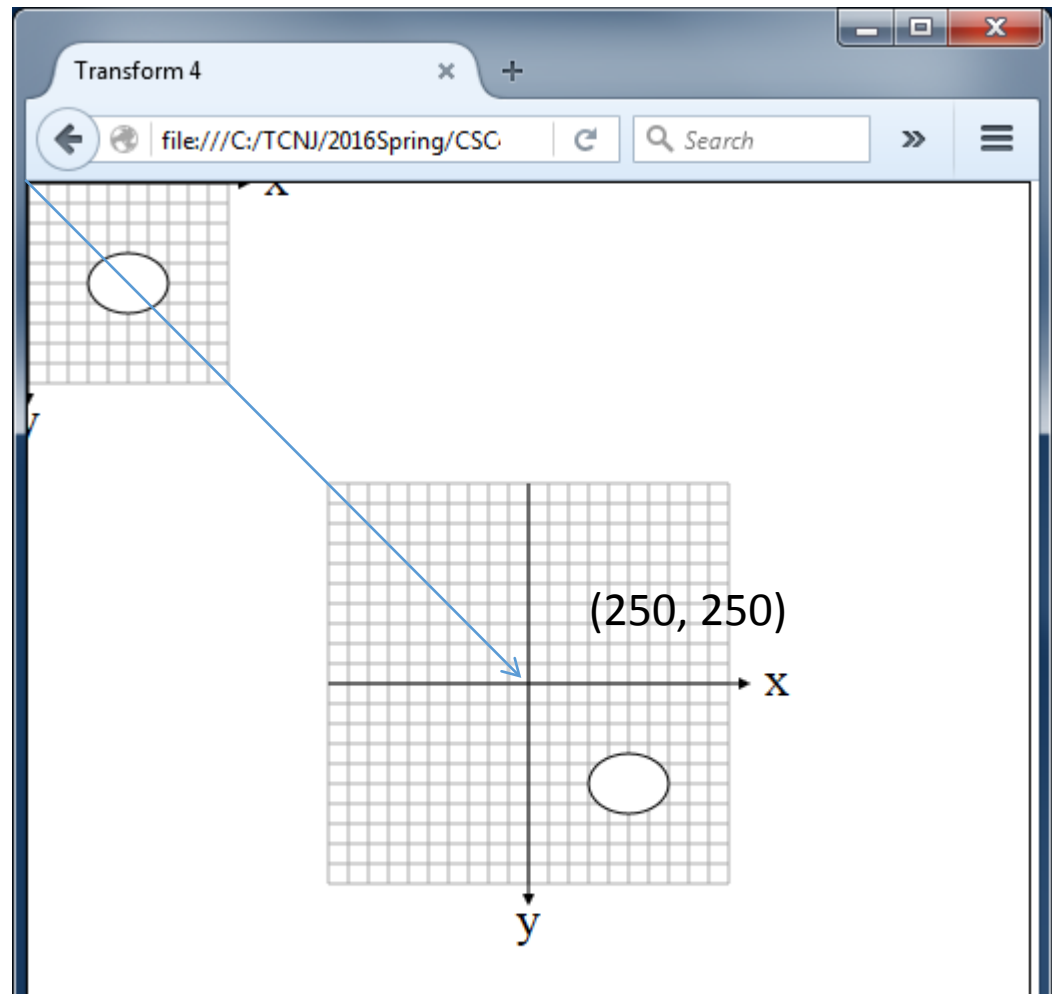 Transform 4
file:///C:/TCNJ/2016Spring/CSC
Search
x
y
(250, 250)
x
y